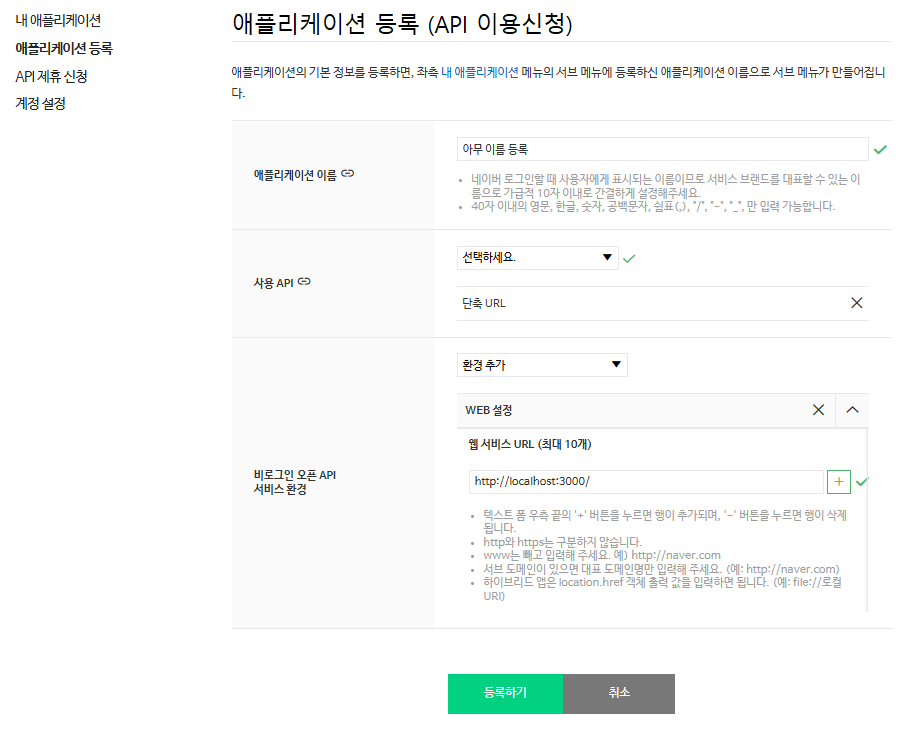 내 애플리케이션
애플리케이션 등록
API 제휴 신청
계정 설정
애플리케이션 등록 (API 이용신청)
애플리케이션의 기본 정보를 등록하면, 좌측 내 애플리케이션 메뉴의 서브 메뉴에 등록하신 애플리케이션 이름으로 서브 메뉴가 만들어집니
다.
애플리케이션 이름
아무 이름 등록
네이버 로그인할 때 사용자에게 표시되는 이름이므로 서비스 브랜드를 대표할 수 있는 이
름으로 가급적 10자 이내로 간결하게 설정해주세요.
40자 이내의 영문, 한글, 숫자, 공백문자, 쉼표(,), "/", "-", "_", 만 입력 가능합니다.
사용 API
선택하세요.
단축 URL
비로그인 오픈 API
서비스 환경
환경 추가
WEB 설정
웹 서비스 URL (최대 10개)
http://localhost:3000/
+
텍스트 폼 우측 끝의 '+' 버튼을 누르면 행이 추가되며, '-' 버튼을 누르면 행이 삭제
됩니다.
http와 https는 구분하지 않습니다.
www는 빼고 입력해 주세요. 예) http://naver.com
서브 도메인이 있으면 대표 도메인명만 입력해 주세요. (예: http://naver.com)
하이브리드 앱은 location.href 객체 출력 값을 입력하면 됩니다. (예: file://로컬
URI)
등록하기
취소